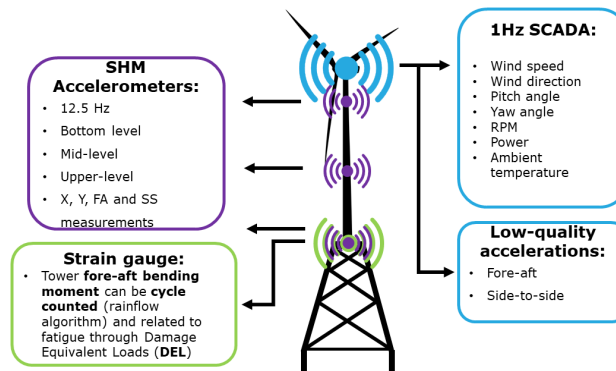 SHM
Accelerometers:
• 12.5 Hz
• Bottom level
• Mid-level
• Upper-level
• X, Y, FA and SS
measurements
Strain gauge:
• Tower fore-aft bending
moment can be cycle
counted (rainflow
algorithm) and related to
fatigue through Damage
Equivalent Loads (DEL)
1Hz SCADA:
• Wind speed
• Wind direction
• Pitch angle
• Yaw angle
• RPM
• Power
• Ambient
temperature
Low-quality
accelerations:
• Fore-aft
• Side-to-side